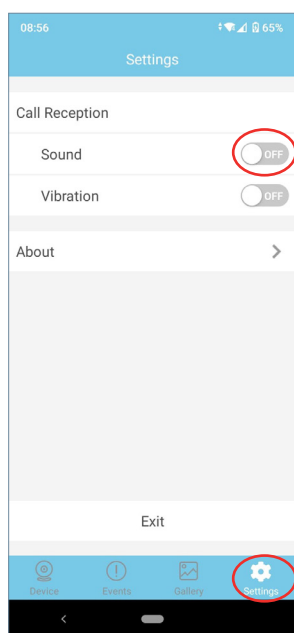 08:56 65%
Settings
Call Reception
Sound OFF
Vibration OFF
About
Exit
Device Events Gallery Settings